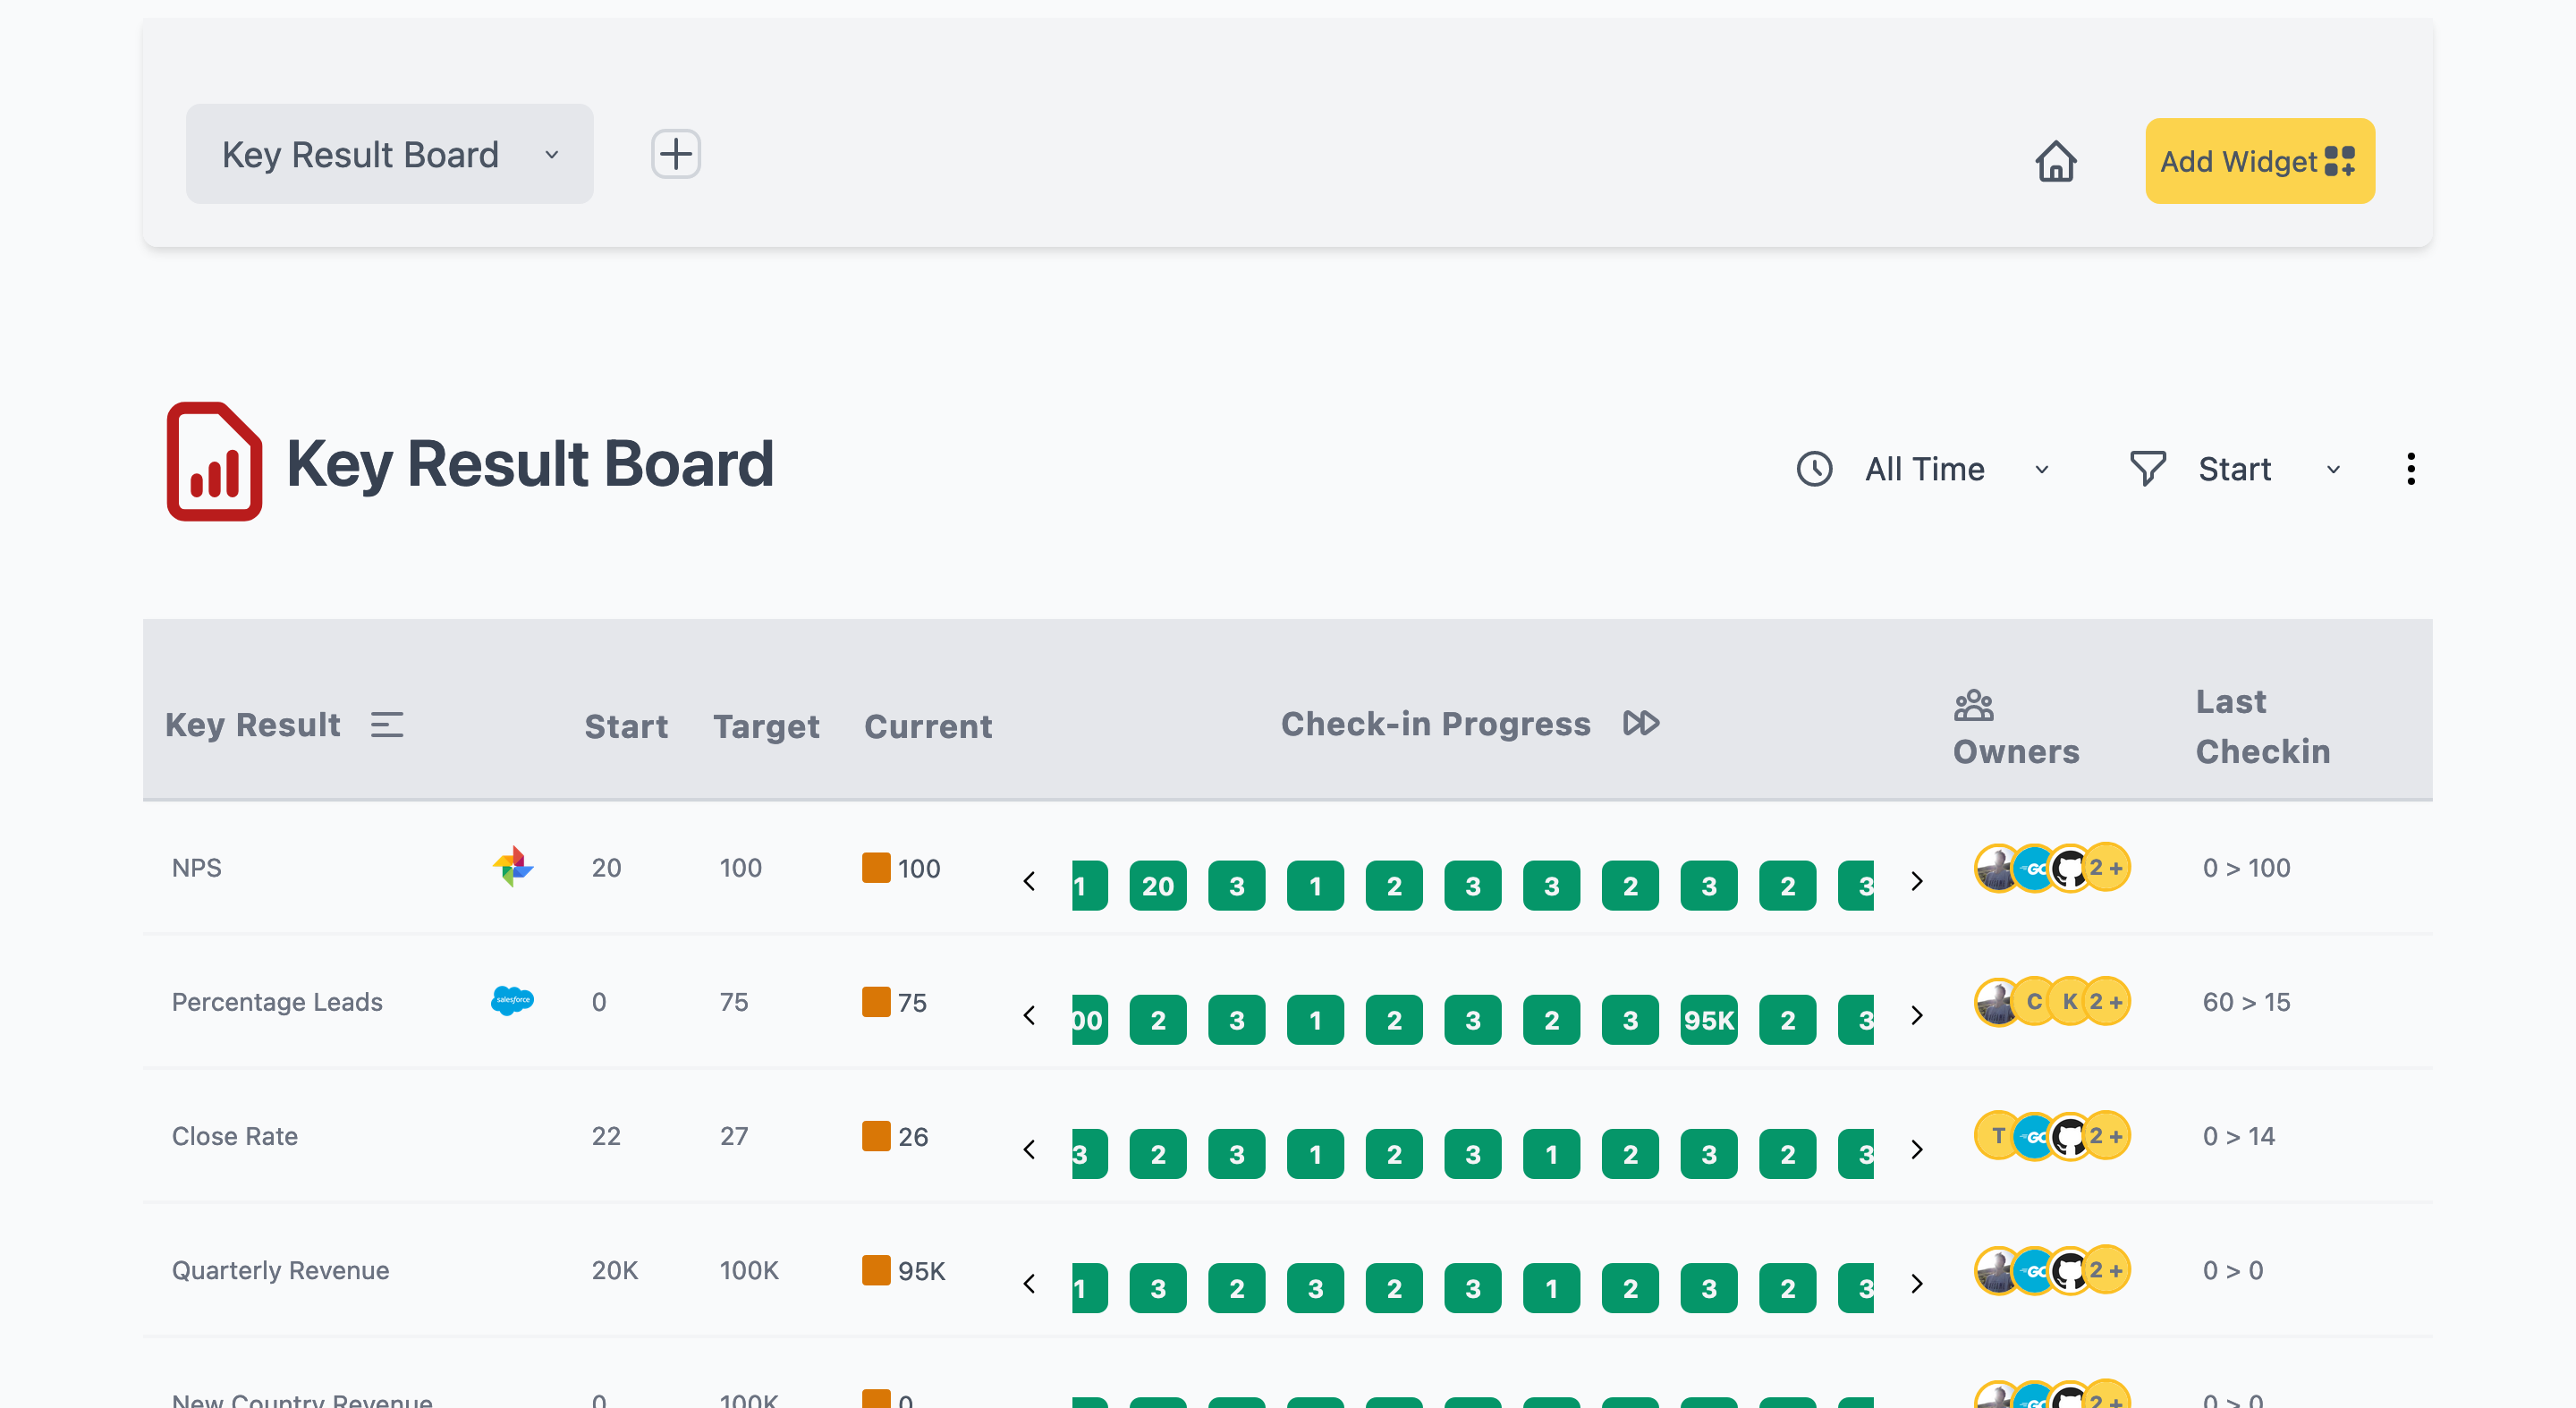 Key Result Board
Add Widget
Key Result Board
All Time
Start
Key Result Start Target Current Check-in Progress Owners Last Checkin
NPS 20 100 100 1 20 3 1 2 3 3 2 3 2 3 GO 2 + 0 > 100
Percentage Leads salesforce 0 75 75 00 2 3 1 2 3 2 3 95K 2 3 C K 2 + 60 > 15
Close Rate 22 27 26 3 2 3 1 2 3 1 2 3 2 3 T GO 2 + 0 > 14
Quarterly Revenue 20K 100K 95K 1 3 2 3 2 3 1 2 3 2 3 GO 2 + 0 > 0
New Country Revenue 0 100K 0 2 + 0 > 0